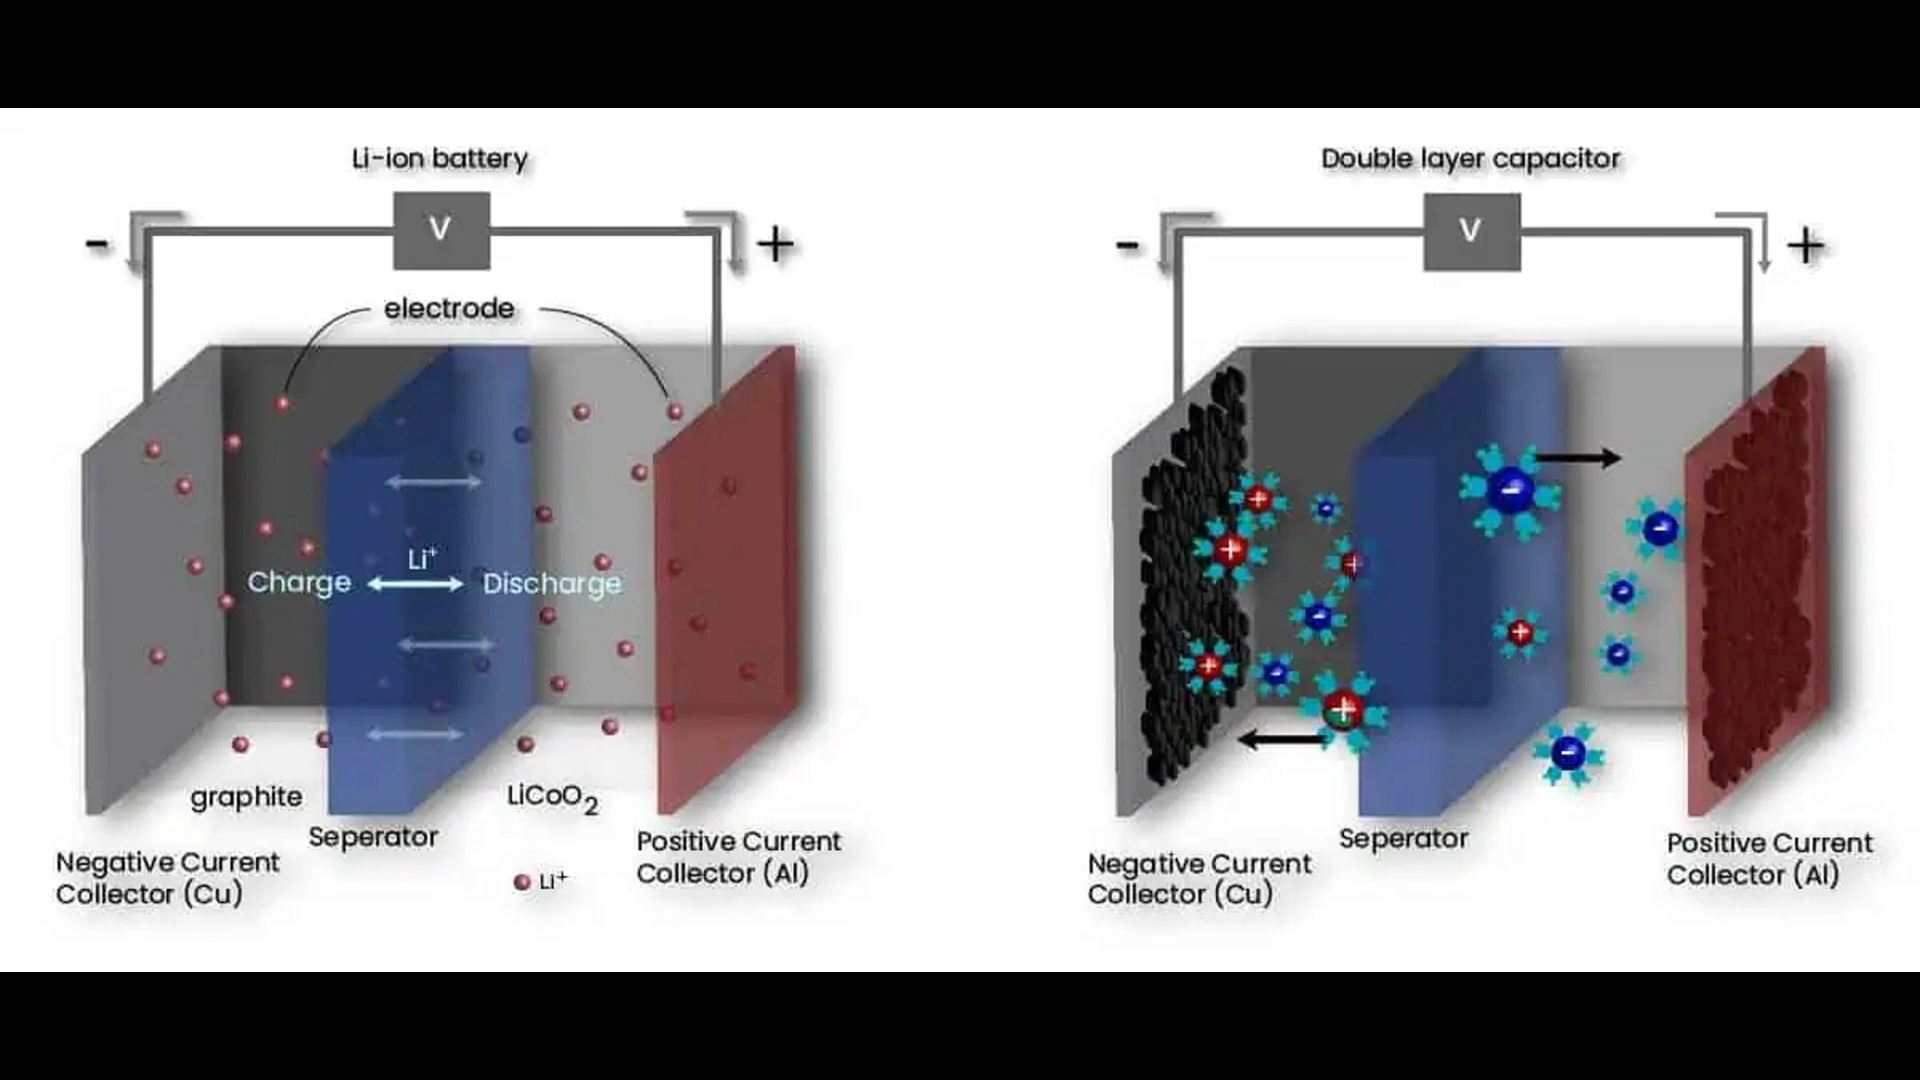 Li-ion battery
V
-
+
electrode
Li⁺
Charge
Discharge
graphite
LiCoO₂
Seperator
Negative Current
Collector (Cu)
Positive Current
Collector (Al)
Li⁺
Double layer capacitor
V
-
+
+
+
+
+
+
+
-
-
-
-
-
-
-
-
Seperator
Negative Current
Collector (Cu)
Positive Current
Collector (Al)